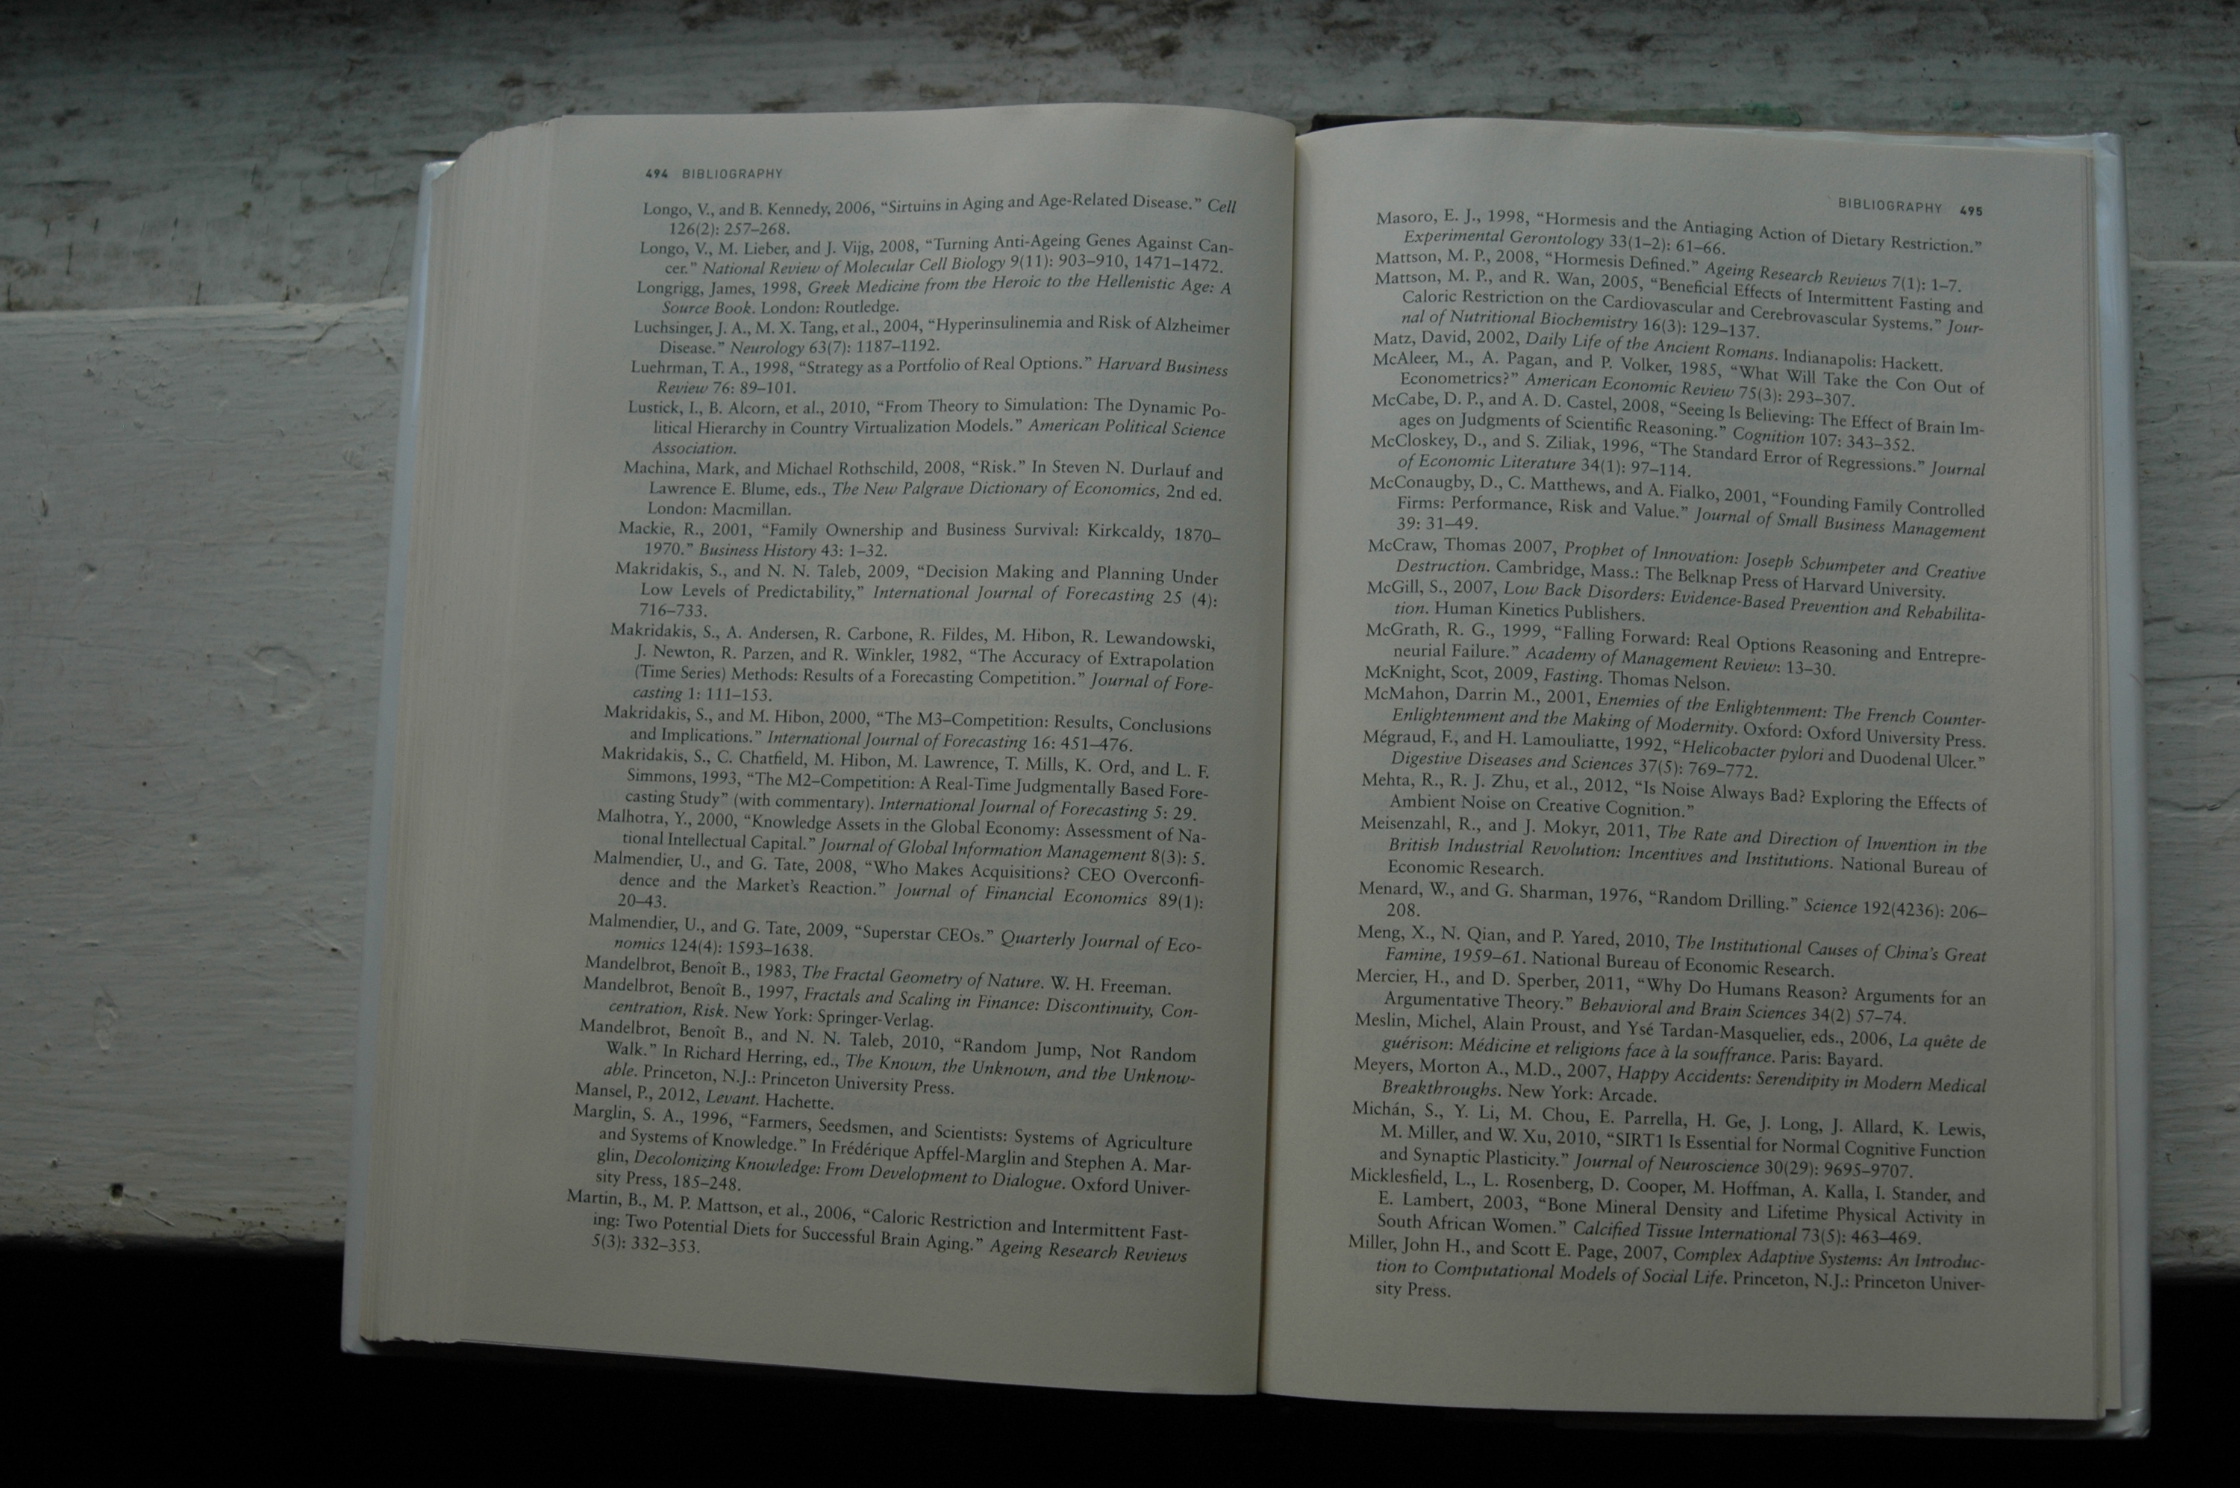 494 BIBLIOGRAPHY
Longo, V., and B. Kennedy, 2006, “Sirtuins in Aging and Age-Related Disease.” Cell
126(2): 257–268.
Longo, V., M. Lieber, and J. Vijg, 2008, “Turning Anti-Ageing Genes Against Can-
cer.” National Review of Molecular Cell Biology 9(11): 903–910, 1471–1472.
Longrigg, James, 1998, Greek Medicine from the Heroic to the Hellenistic Age: A
Source Book. London: Routledge.
Luchsinger, J. A., M. X. Tang, et al., 2004, “Hyperinsulinemia and Risk of Alzheimer
Disease.” Neurology 63(7): 1187–1192.
Luehrman, T. A., 1998, “Strategy as a Portfolio of Real Options.” Harvard Business
Review 76: 89–101.
Lustick, I., B. Alcorn, et al., 2010, “From Theory to Simulation: The Dynamic Po-
litical Hierarchy in Country Virtualization Models.” American Political Science
Association.
Machina, Mark, and Michael Rothschild, 2008, “Risk.” In Steven N. Durlauf and
Lawrence E. Blume, eds., The New Palgrave Dictionary of Economics, 2nd ed.
London: Macmillan.
Mackie, R., 2001, “Family Ownership and Business Survival: Kirkcaldy, 1870–
1970.” Business History 43: 1–32.
Makridakis, S., and N. N. Taleb, 2009, “Decision Making and Planning Under
Low Levels of Predictability,” International Journal of Forecasting 25 (4):
716–733.
Makridakis, S., A. Andersen, R. Carbone, R. Fildes, M. Hibon, R. Lewandowski,
J. Newton, R. Parzen, and R. Winkler, 1982, “The Accuracy of Extrapolation
(Time Series) Methods: Results of a Forecasting Competition.” Journal of Fore-
casting 1: 111–153.
Makridakis, S., and M. Hibon, 2000, “The M3–Competition: Results, Conclusions
and Implications.” International Journal of Forecasting 16: 451–476.
Makridakis, S., C. Chatfield, M. Hibon, M. Lawrence, T. Mills, K. Ord, and L. F.
Simmons, 1993, “The M2–Competition: A Real-Time Judgmentally Based Fore-
casting Study” (with commentary). International Journal of Forecasting 5: 29.
Malhotra, Y., 2000, “Knowledge Assets in the Global Economy: Assessment of Na-
tional Intellectual Capital.” Journal of Global Information Management 8(3): 5.
Malmendier, U., and G. Tate, 2008, “Who Makes Acquisitions? CEO Overconfi-
dence and the Market’s Reaction.” Journal of Financial Economics 89(1):
20–43.
Malmendier, U., and G. Tate, 2009, “Superstar CEOs.” Quarterly Journal of Eco-
nomics 124(4): 1593–1638.
Mandelbrot, Benoît B., 1983, The Fractal Geometry of Nature. W. H. Freeman.
Mandelbrot, Benoît B., 1997, Fractals and Scaling in Finance: Discontinuity, Con-
centration, Risk. New York: Springer-Verlag.
Mandelbrot, Benoît B., and N. N. Taleb, 2010, “Random Jump, Not Random
Walk.” In Richard Herring, ed., The Known, the Unknown, and the Unknow-
able. Princeton, N.J.: Princeton University Press.
Mansel, P., 2012, Levant. Hachette.
Marglin, S. A., 1996, “Farmers, Seedsmen, and Scientists: Systems of Agriculture
and Systems of Knowledge.” In Frédérique Apffel-Marglin and Stephen A. Mar-
glin, Decolonizing Knowledge: From Development to Dialogue. Oxford Univer-
sity Press, 185–248.
Martin, B., M. P. Mattson, et al., 2006, “Caloric Restriction and Intermittent Fast-
ing: Two Potential Diets for Successful Brain Aging.” Ageing Research Reviews
5(3): 332–353.
BIBLIOGRAPHY 495
Masoro, E. J., 1998, “Hormesis and the Antiaging Action of Dietary Restriction.”
Experimental Gerontology 33(1–2): 61–66.
Mattson, M. P., 2008, “Hormesis Defined.” Ageing Research Reviews 7(1): 1–7.
Mattson, M. P., and R. Wan, 2005, “Beneficial Effects of Intermittent Fasting and
Caloric Restriction on the Cardiovascular and Cerebrovascular Systems.” Jour-
nal of Nutritional Biochemistry 16(3): 129–137.
Matz, David, 2002, Daily Life of the Ancient Romans. Indianapolis: Hackett.
McAleer, M., A. Pagan, and P. Volker, 1985, “What Will Take the Con Out of
Econometrics?” American Economic Review 75(3): 293–307.
McCabe, D. P., and A. D. Castel, 2008, “Seeing Is Believing: The Effect of Brain Im-
ages on Judgments of Scientific Reasoning.” Cognition 107: 343–352.
McCloskey, D., and S. Ziliak, 1996, “The Standard Error of Regressions.” Journal
of Economic Literature 34(1): 97–114.
McConaugby, D., C. Matthews, and A. Fialko, 2001, “Founding Family Controlled
Firms: Performance, Risk and Value.” Journal of Small Business Management
39: 31–49.
McCraw, Thomas 2007, Prophet of Innovation: Joseph Schumpeter and Creative
Destruction. Cambridge, Mass.: The Belknap Press of Harvard University.
McGill, S., 2007, Low Back Disorders: Evidence-Based Prevention and Rehabilita-
tion. Human Kinetics Publishers.
McGrath, R. G., 1999, “Falling Forward: Real Options Reasoning and Entrepre-
neurial Failure.” Academy of Management Review: 13–30.
McKnight, Scot, 2009, Fasting. Thomas Nelson.
McMahon, Darrin M., 2001, Enemies of the Enlightenment: The French Counter-
Enlightenment and the Making of Modernity. Oxford: Oxford University Press.
Mégraud, F., and H. Lamouliatte, 1992, “Helicobacter pylori and Duodenal Ulcer.”
Digestive Diseases and Sciences 37(5): 769–772.
Mehta, R., R. J. Zhu, et al., 2012, “Is Noise Always Bad? Exploring the Effects of
Ambient Noise on Creative Cognition.”
Meisenzahl, R., and J. Mokyr, 2011, The Rate and Direction of Invention in the
British Industrial Revolution: Incentives and Institutions. National Bureau of
Economic Research.
Menard, W., and G. Sharman, 1976, “Random Drilling.” Science 192(4236): 206–
208.
Meng, X., N. Qian, and P. Yared, 2010, The Institutional Causes of China’s Great
Famine, 1959–61. National Bureau of Economic Research.
Mercier, H., and D. Sperber, 2011, “Why Do Humans Reason? Arguments for an
Argumentative Theory.” Behavioral and Brain Sciences 34(2) 57–74.
Meslin, Michel, Alain Proust, and Ysé Tardan-Masquelier, eds., 2006, La quête de
guérison: Médicine et religions face à la souffrance. Paris: Bayard.
Meyers, Morton A., M.D., 2007, Happy Accidents: Serendipity in Modern Medical
Breakthroughs. New York: Arcade.
Michán, S., Y. Li, M. Chou, E. Parrella, H. Ge, J. Long, J. Allard, K. Lewis,
M. Miller, and W. Xu, 2010, “SIRT1 Is Essential for Normal Cognitive Function
and Synaptic Plasticity.” Journal of Neuroscience 30(29): 9695–9707.
Micklesfield, L., L. Rosenberg, D. Cooper, M. Hoffman, A. Kalla, I. Stander, and
E. Lambert, 2003, “Bone Mineral Density and Lifetime Physical Activity in
South African Women.” Calcified Tissue International 73(5): 463–469.
Miller, John H., and Scott E. Page, 2007, Complex Adaptive Systems: An Introduc-
tion to Computational Models of Social Life. Princeton, N.J.: Princeton Univer-
sity Press.